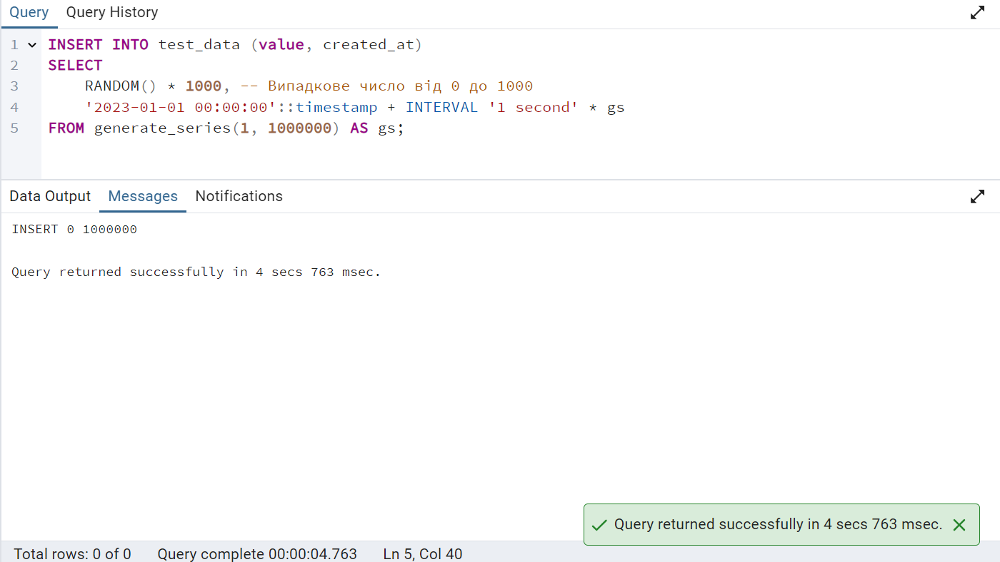 Query Query History
1 INSERT INTO test_data (value, created_at)
2 SELECT
3 RANDOM() * 1000, -- Випадкове число від 0 до 1000
4 '2023-01-01 00:00:00'::timestamp + INTERVAL '1 second' * gs
5 FROM generate_series(1, 1000000) AS gs;
Data Output Messages Notifications
INSERT 0 1000000
Query returned successfully in 4 secs 763 msec.
Query returned successfully in 4 secs 763 msec.
Total rows: 0 of 0 Query complete 00:00:04.763 Ln 5, Col 40